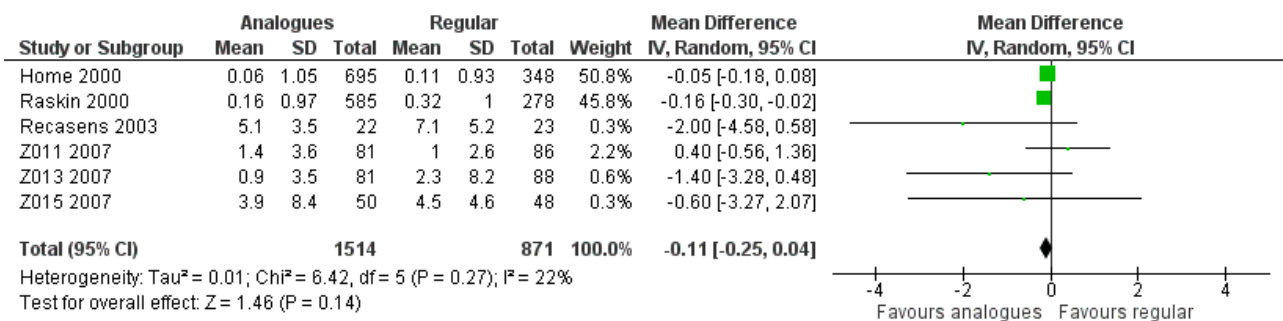 Analogues Regular Mean Difference Mean Difference
Study or Subgroup Mean SD Total Mean SD Total Weight IV, Random, 95% CI IV, Random, 95% CI
Home 2000 0.06 1.05 695 0.11 0.93 348 50.8% -0.05 [-0.18, 0.08]
Raskin 2000 0.16 0.97 585 0.32 1 278 45.8% -0.16 [-0.30, -0.02]
Recasens 2003 5.1 3.5 22 7.1 5.2 23 0.3% -2.00 [-4.58, 0.58]
Z011 2007 1.4 3.6 81 1 2.6 86 2.2% 0.40 [-0.56, 1.36]
Z013 2007 0.9 3.5 81 2.3 8.2 88 0.6% -1.40 [-3.28, 0.48]
Z015 2007 3.9 8.4 50 4.5 4.6 48 0.3% -0.60 [-3.27, 2.07]
Total (95% CI) 1514 871 100.0% -0.11 [-0.25, 0.04]
Heterogeneity: Tau² = 0.01; Chi² = 6.42, df = 5 (P = 0.27); I² = 22%
Test for overall effect: Z = 1.46 (P = 0.14)
-4 -2 0 2 4
Favours analogues Favours regular